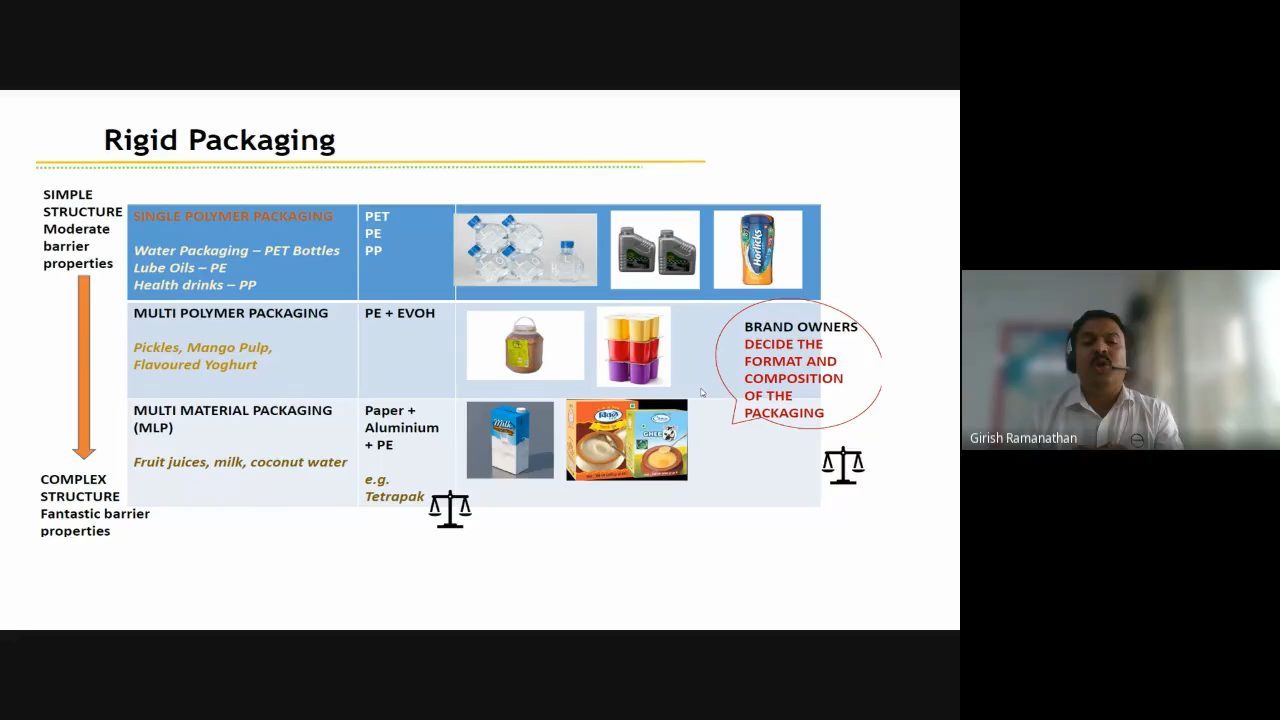 Rigid Packaging
SIMPLE
STRUCTURE
Moderate
barrier
properties
COMPLEX
STRUCTURE
Fantastic barrier
properties
SINGLE POLYMER PACKAGING
Water Packaging – PET Bottles
Lube Oils – PE
Health drinks – PP
PET
PE
PP
Horlicks
MULTI POLYMER PACKAGING
Pickles, Mango Pulp,
Flavoured Yoghurt
PE + EVOH
MULTI MATERIAL PACKAGING
(MLP)
Fruit juices, milk, coconut water
Paper +
Aluminium
+ PE
e.g.
Tetrapak
Milk
GHEE
BRAND OWNERS
DECIDE THE
FORMAT AND
COMPOSITION
OF THE
PACKAGING
Girish Ramanathan